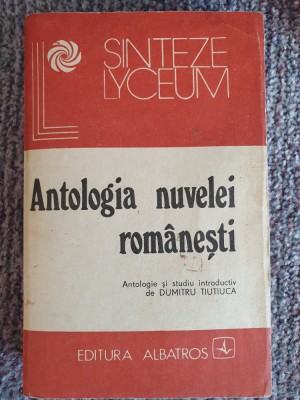 SINTEZE
LYCEUM
Antologia nuvelei
românești
Antologie și studiu introductiv
de DUMITRU TIUTIUCA
EDITURA ALBATROS